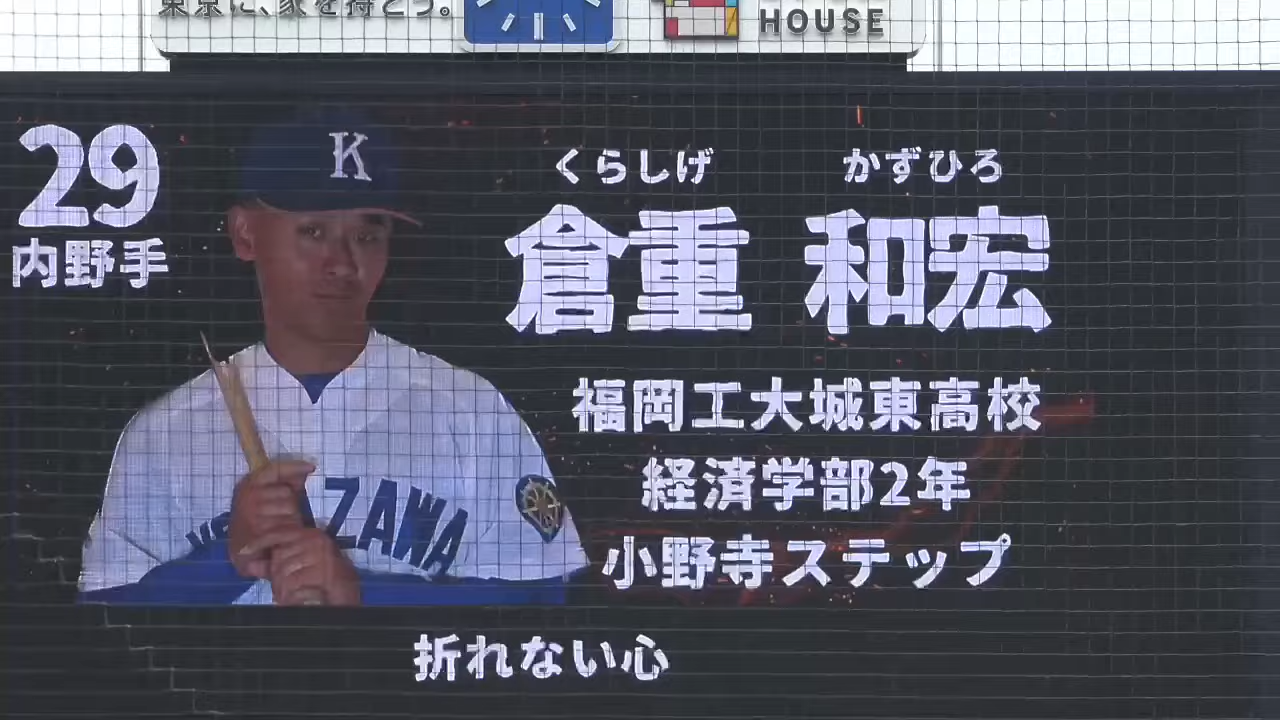 東京に、家を持とう。
HOUSE
29
内野手
K
くらしげ かずひろ
倉重 和宏
福岡工大城東高校
経済学部2年
小野寺ステップ
折れない心